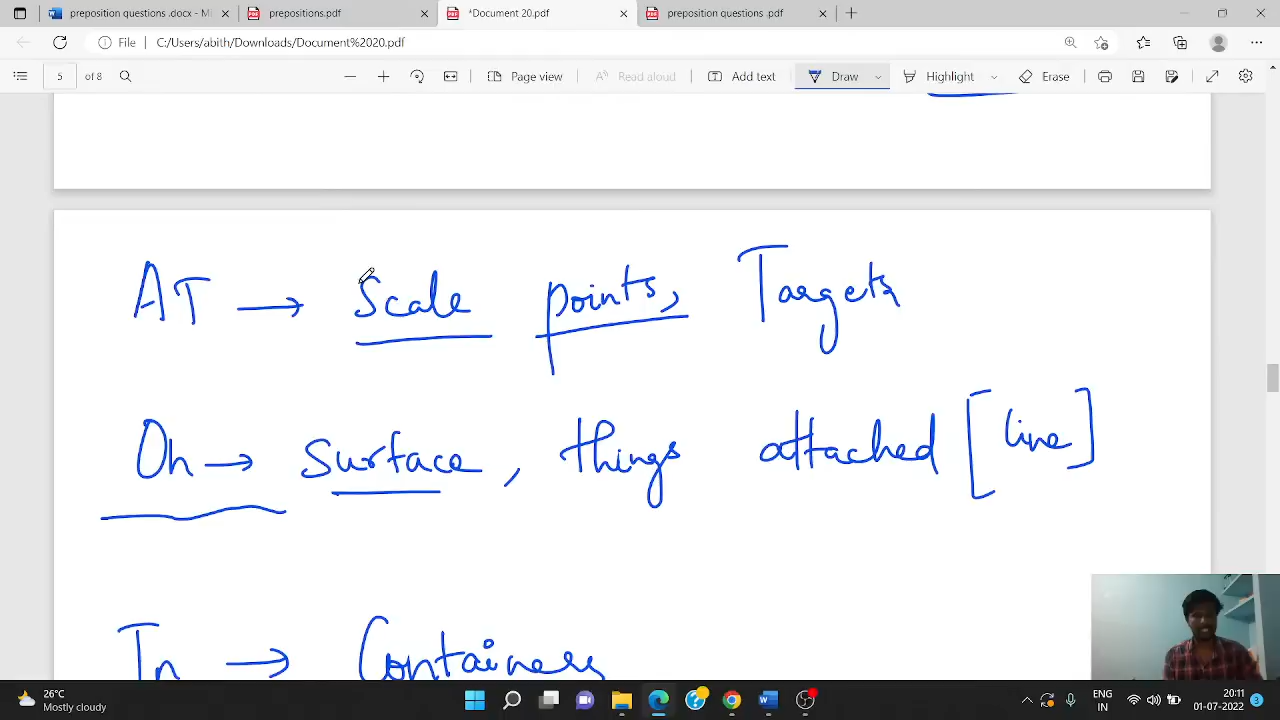 preposition questions .docx - Mi
prepositions.pdf
*Document 20.pdf
preposition questions .pdf
File
C:/Users/abith/Downloads/Document%2020.pdf
5 of 8
Page view
Read aloud
Add text
Draw
Highlight
Erase
AT → Scale points, Targets
On → surface, things attached [line]
In → Containers
26°C
Mostly cloudy
ENG
IN
20:11
01-07-2022
3